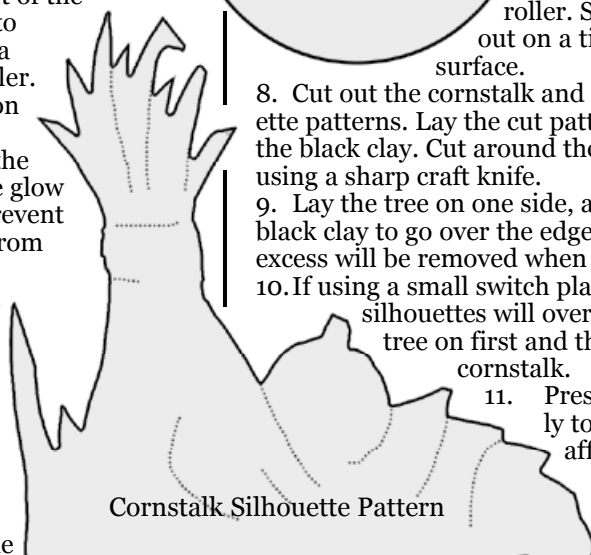 of the
to
a
ler.
on
the
glow
revent
rom
roller. S
out on a ti
surface.
8. Cut out the cornstalk and
ette patterns. Lay the cut patt
the black clay. Cut around the
using a sharp craft knife.
9. Lay the tree on one side, a
black clay to go over the edge
excess will be removed when
10. If using a small switch pla
silhouettes will over
tree on first and th
cornstalk.
11. Pres
ly to
aff
Cornstalk Silhouette Pattern